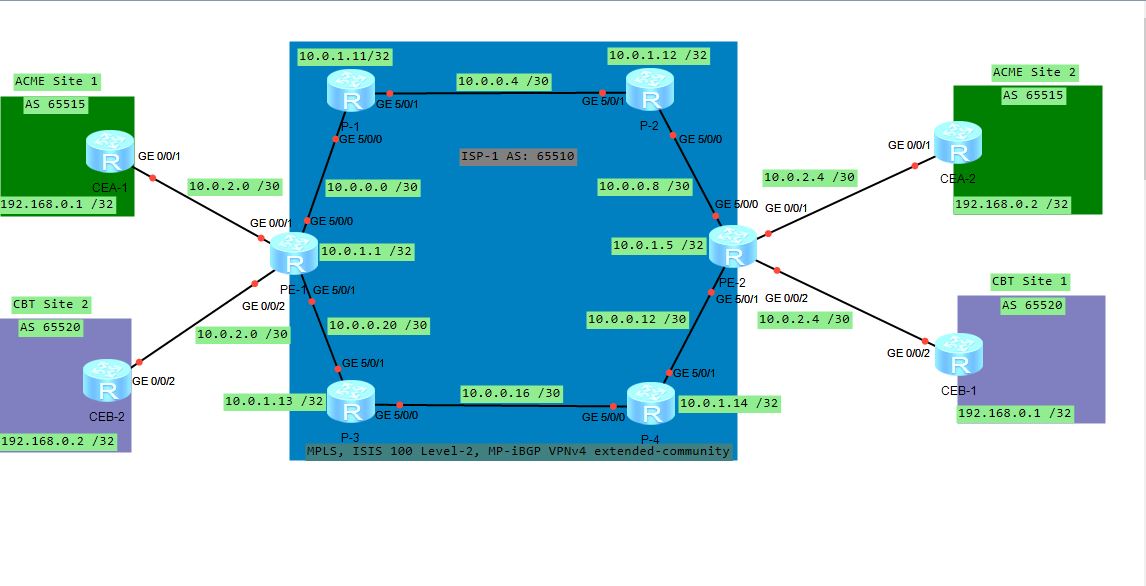 10.0.1.11/32
10.0.1.12 /32
ACME Site 1
ACME Site 2
AS 65515
10.0.0.4 /30
AS 65515
GE 5/0/1
GE 5/0/1
R
R
P-1
P-2
GE 5/0/0
GE 5/0/0
GE 0/0/1
GE 0/0/1
R
R
ISP-1 AS: 65510
CEA-1
CEA-2
10.0.2.0 /30
10.0.0.0 /30
10.0.0.8 /30
10.0.2.4 /30
192.168.0.1 /32
192.168.0.2 /32
GE 0/0/1
GE 5/0/0
GE 5/0/0
GE 0/0/1
10.0.1.1 /32
10.0.1.5 /32
R
R
PE-1
PE-2
GE 5/0/1
GE 5/0/1
GE 0/0/2
GE 0/0/2
CBT Site 2
CBT Site 1
AS 65520
AS 65520
10.0.2.0 /30
10.0.0.20 /30
10.0.0.12 /30
10.0.2.4 /30
GE 5/0/1
GE 5/0/1
GE 0/0/2
GE 0/0/2
R
R
CEB-2
CEB-1
10.0.1.13 /32
10.0.0.16 /30
10.0.1.14 /32
R
R
GE 5/0/0
GE 5/0/0
192.168.0.2 /32
192.168.0.1 /32
P-3
P-4
MPLS, ISIS 100 Level-2, MP-iBGP VPNv4 extended-community